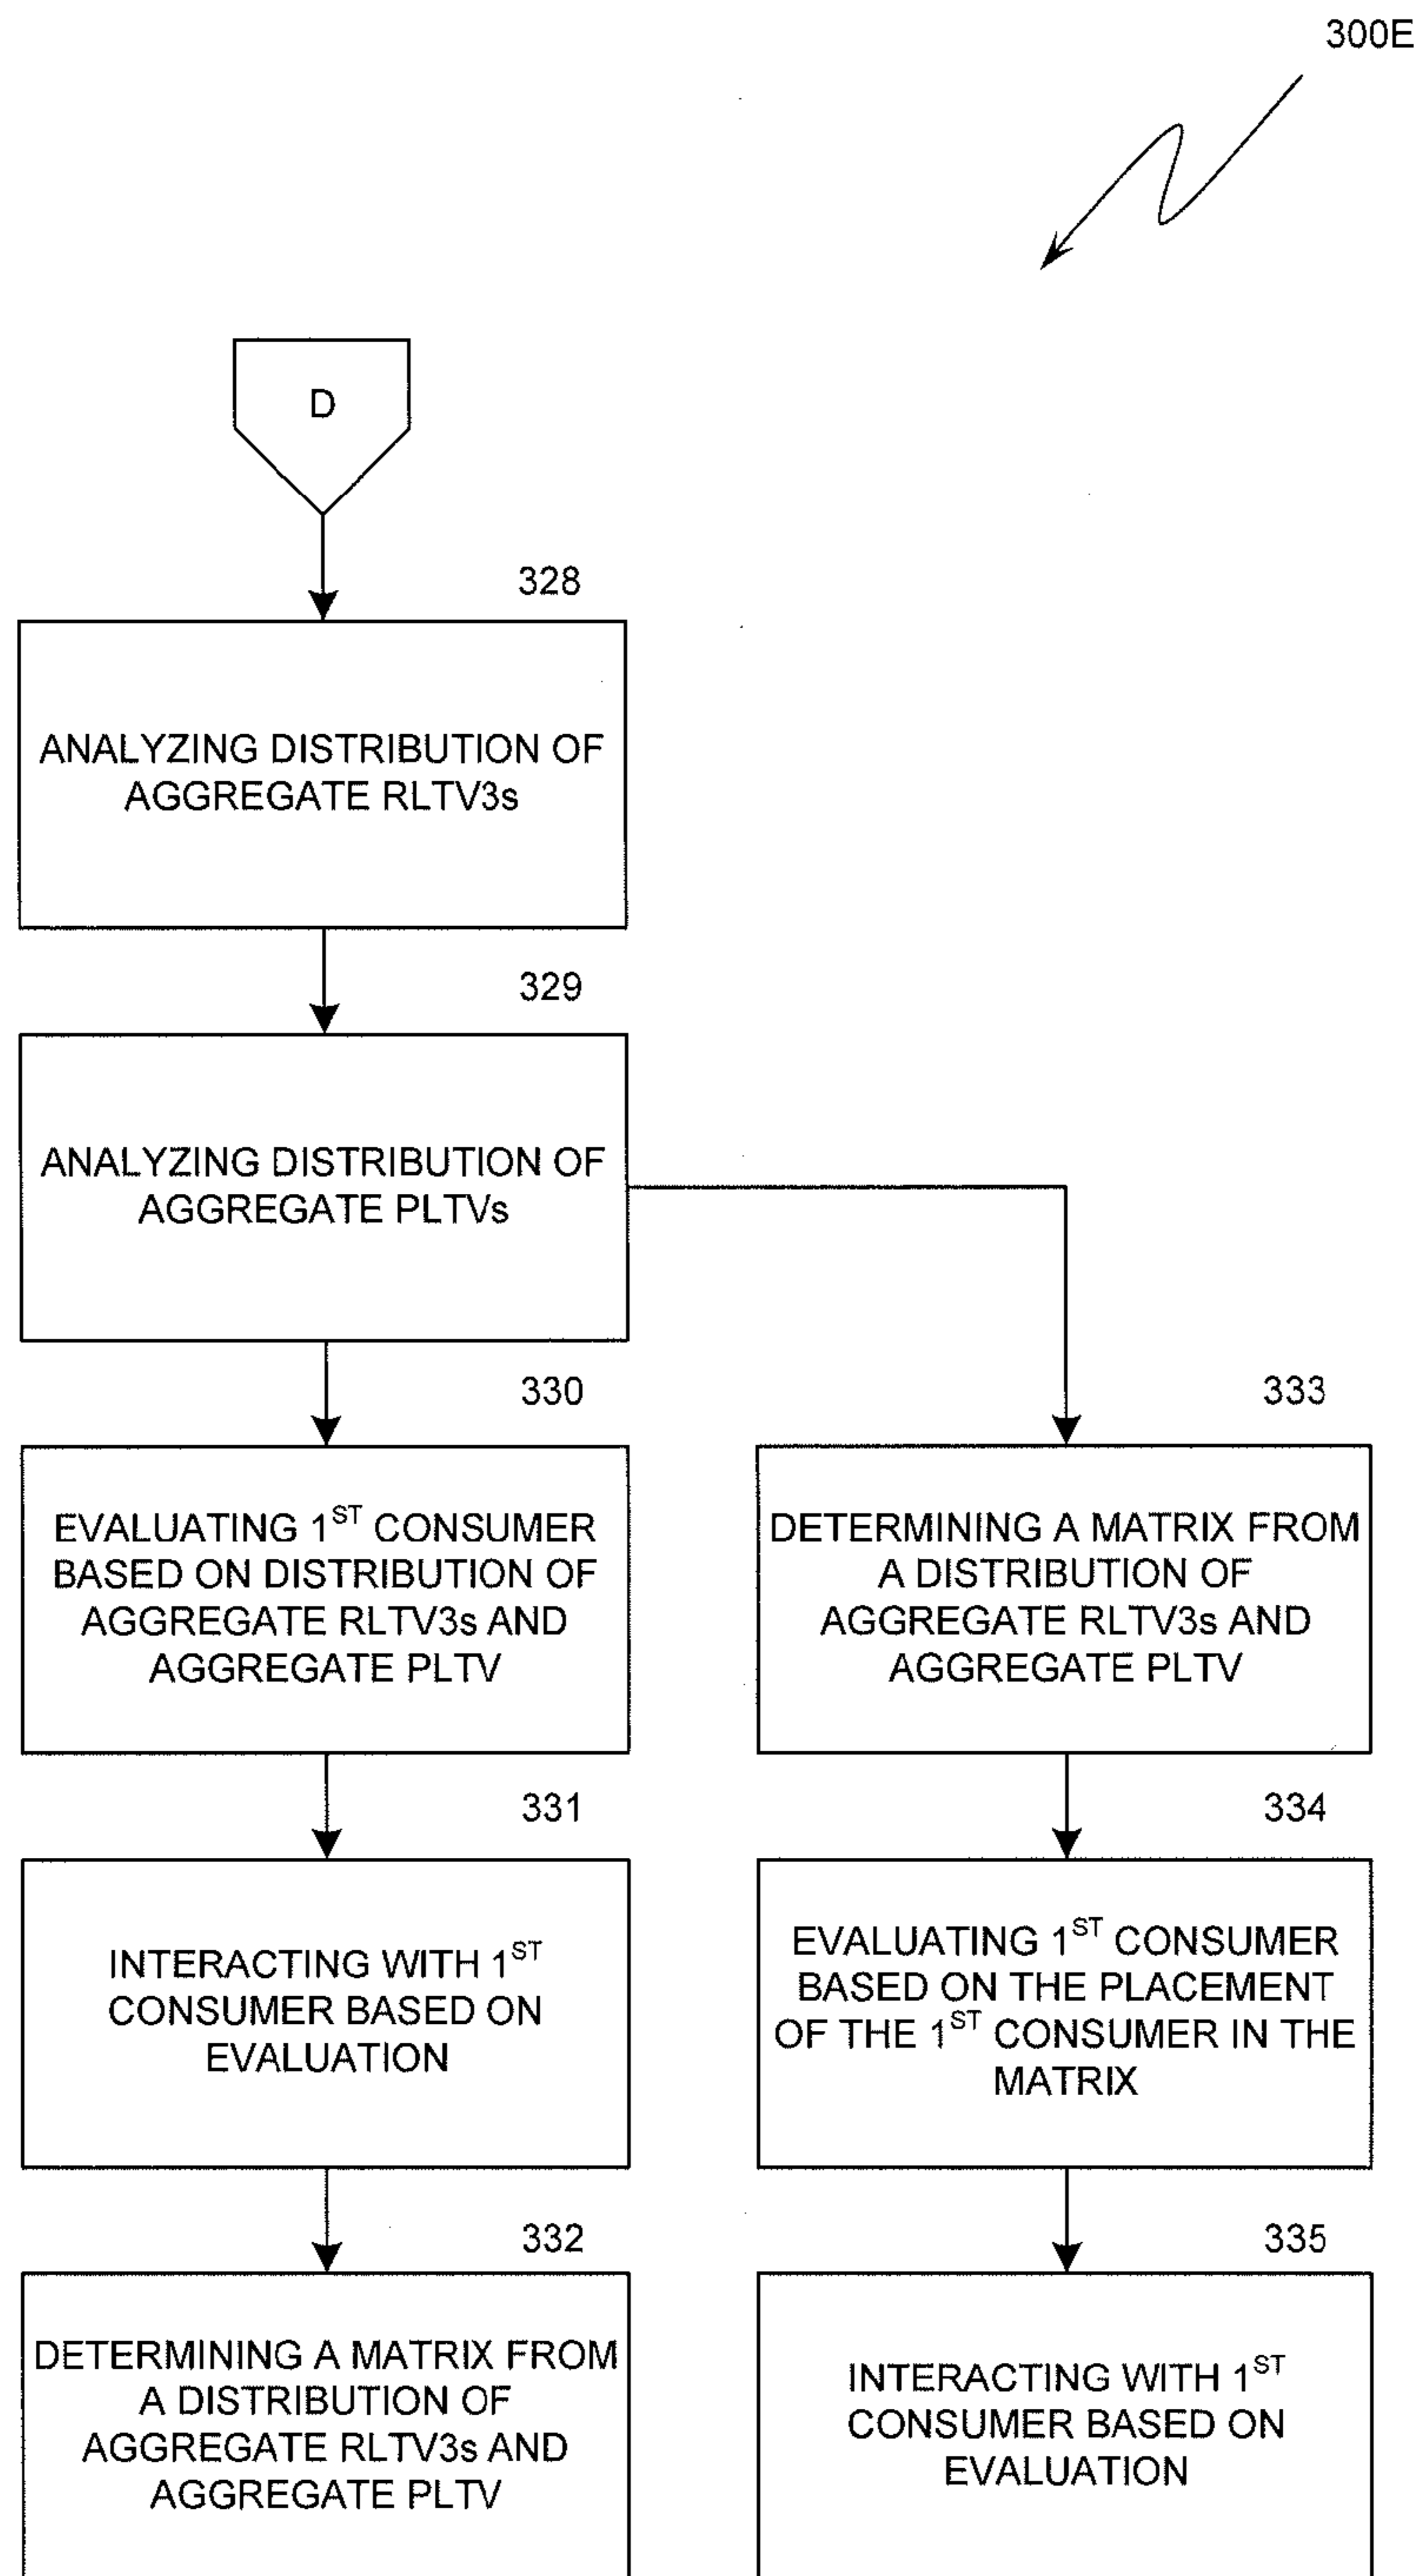 300E
D
328
ANALYZING DISTRIBUTION OF
AGGREGATE RLTV3s
329
ANALYZING DISTRIBUTION OF
AGGREGATE PLTVs
330
EVALUATING 1ST CONSUMER
BASED ON DISTRIBUTION OF
AGGREGATE RLTV3s AND
AGGREGATE PLTV
331
INTERACTING WITH 1ST
CONSUMER BASED ON
EVALUATION
332
DETERMINING A MATRIX FROM
A DISTRIBUTION OF
AGGREGATE RLTV3s AND
AGGREGATE PLTV
333
DETERMINING A MATRIX FROM
A DISTRIBUTION OF
AGGREGATE RLTV3s AND
AGGREGATE PLTV
334
EVALUATING 1ST CONSUMER
BASED ON THE PLACEMENT
OF THE 1ST CONSUMER IN THE
MATRIX
335
INTERACTING WITH 1ST
CONSUMER BASED ON
EVALUATION